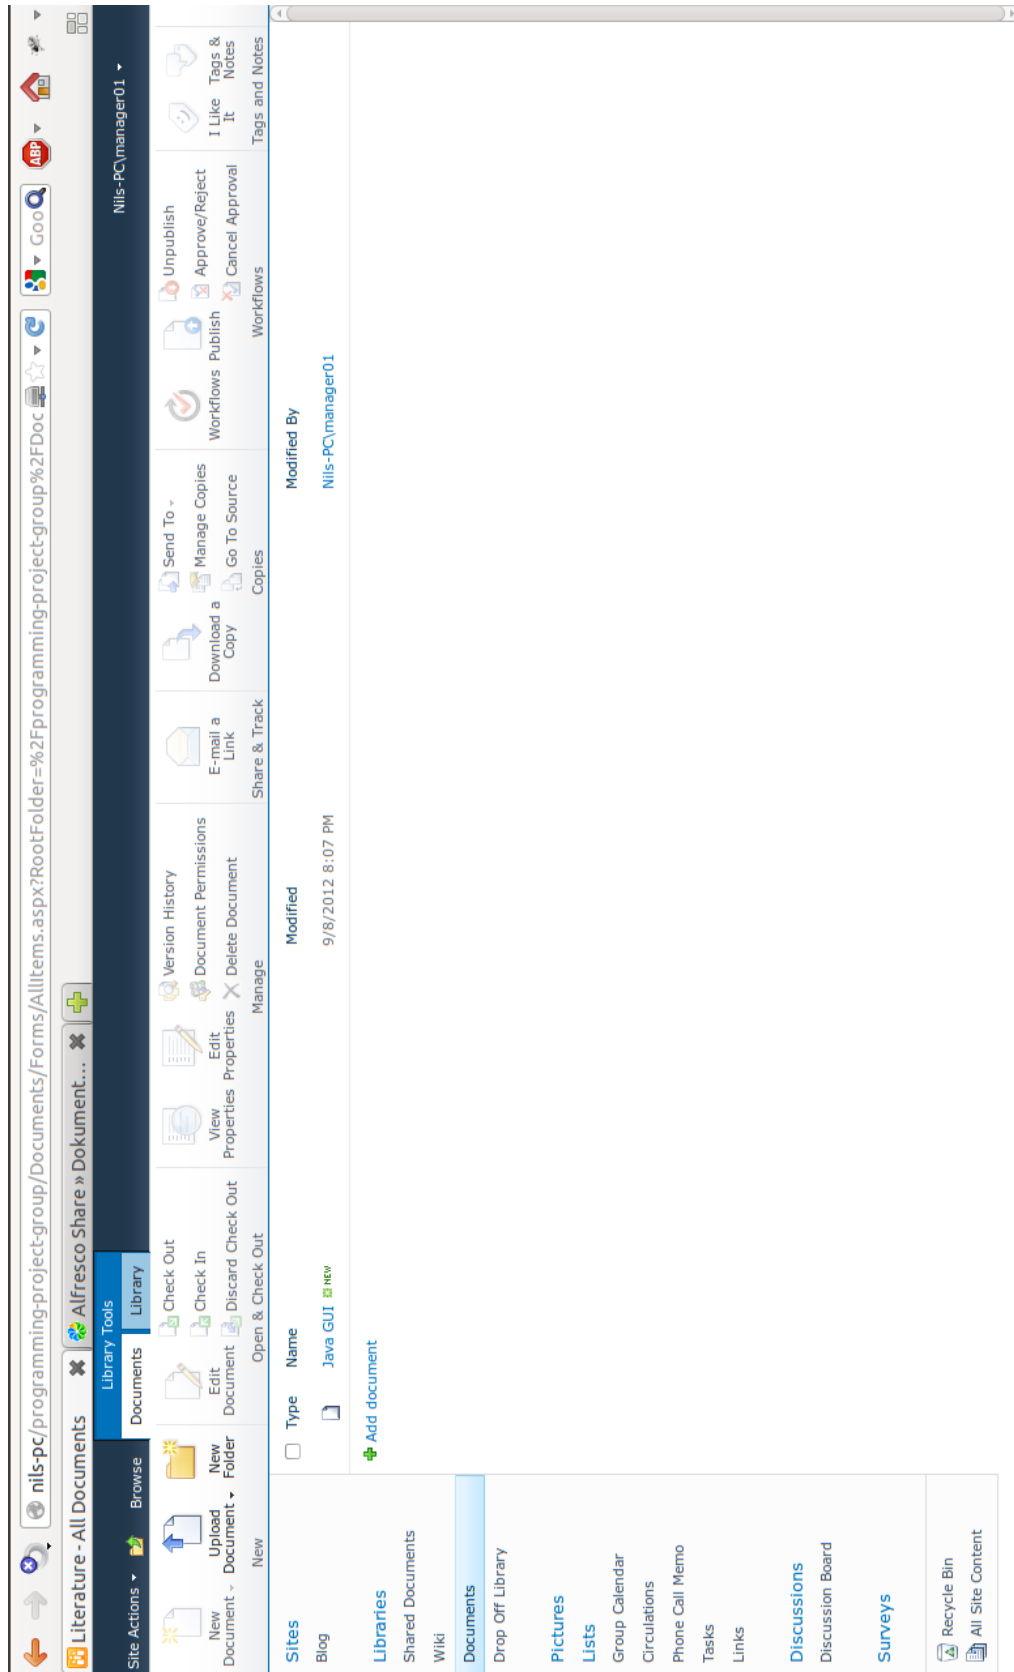 nils-pc/programming-project-group/Documents/Forms/AllItems.aspx?RootFolder=%2Fprogramming-project-group%2FDoc
Goo
ABP
Literature - All Documents
Alfresco Share » Dokument...
Library Tools
Site Actions
Browse
Documents
Library
Nils-PC\manager01
New Document
Upload Document
New Folder
New
Edit Document
Check Out
Check In
Discard Check Out
Open & Check Out
View Properties
Edit Properties
Version History
Document Permissions
Delete Document
Manage
E-mail a Link
Share & Track
Download a Copy
Send To
Manage Copies
Go To Source
Copies
Workflows
Publish
Unpublish
Approve/Reject
Cancel Approval
Workflows
I Like It
Tags & Notes
Tags and Notes
Sites
Blog
Libraries
Shared Documents
Wiki
Documents
Drop Off Library
Pictures
Lists
Group Calendar
Circulations
Phone Call Memo
Tasks
Links
Discussions
Discussion Board
Surveys
Recycle Bin
All Site Content
Type Name Modified Modified By
Java GUI NEW 9/8/2012 8:07 PM Nils-PC\manager01
Add document